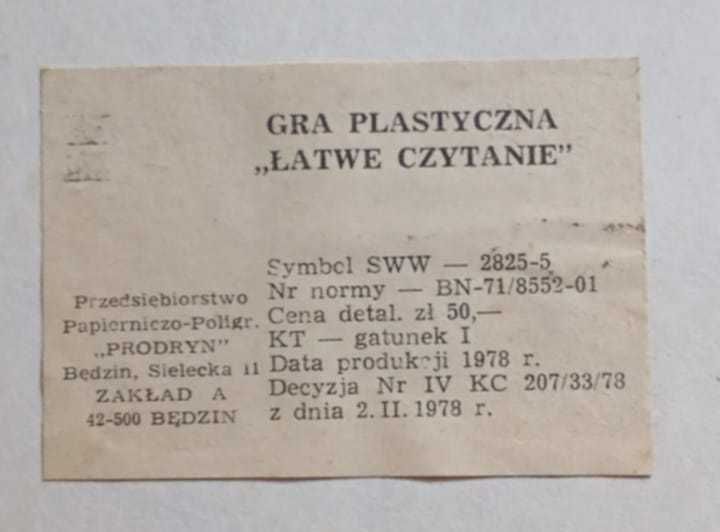 GRA PLASTYCZNA
„ŁATWE CZYTANIE”
Przedsiębiorstwo
Papierniczo-Poligr.
„PRODRYN”
Będzin, Sielecka 11
ZAKŁAD A
42-500 BĘDZIN
Symbol SWW — 2825-5
Nr normy — BN-71/8552-01
Cena detal. zł 50,—
KT — gatunek I
Data produkcji 1978 r.
Decyzja Nr IV KC 207/33/78
z dnia 2.II.1978 r.